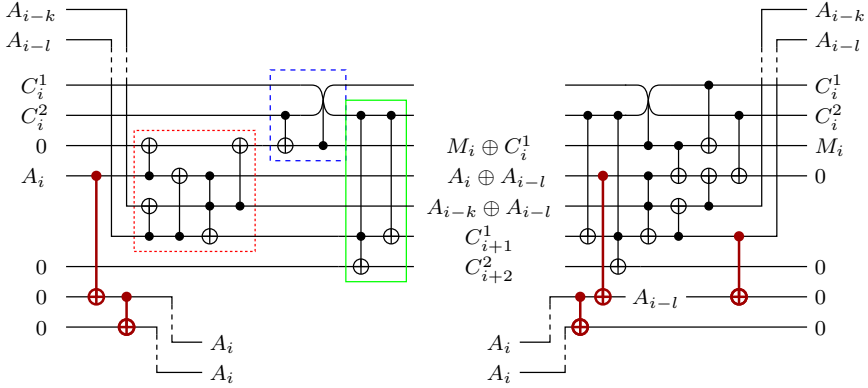 A_{i-k} A_{i-k}
A_{i-l} A_{i-l}
C_i^1 C_i^1
C_i^2 C_i^2
0 M_i ⊕ C_i^1 M_i
A_i A_i ⊕ A_{i-l} 0
A_{i-k} ⊕ A_{i-l}
C_{i+1}^1
0 C_{i+2}^2 0
0 A_{i-l} 0
0 0
A_i A_i
A_i A_i